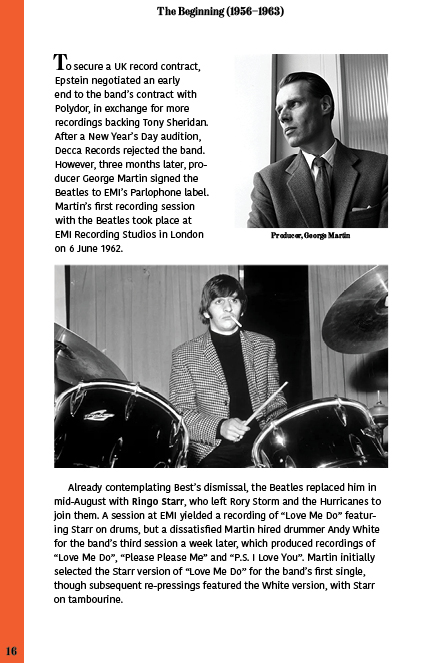 The Beginning (1956–1963)
To secure a UK record contract,
Epstein negotiated an early
end to the band's contract with
Polydor, in exchange for more
recordings backing Tony Sheridan.
After a New Year's Day audition,
Decca Records rejected the band.
However, three months later, pro-
ducer George Martin signed the
Beatles to EMI's Parlophone label.
Martin's first recording session
with the Beatles took place at
EMI Recording Studios in London
on 6 June 1962.
Producer, George Martin
Already contemplating Best's dismissal, the Beatles replaced him in
mid-August with Ringo Starr, who left Rory Storm and the Hurricanes to
join them. A session at EMI yielded a recording of “Love Me Do” featur-
ing Starr on drums, but a dissatisfied Martin hired drummer Andy White
for the band's third session a week later, which produced recordings of
“Love Me Do”, “Please Please Me” and “P.S. I Love You”. Martin initially
selected the Starr version of “Love Me Do” for the band's first single,
though subsequent re-pressings featured the White version, with Starr
on tambourine.
16